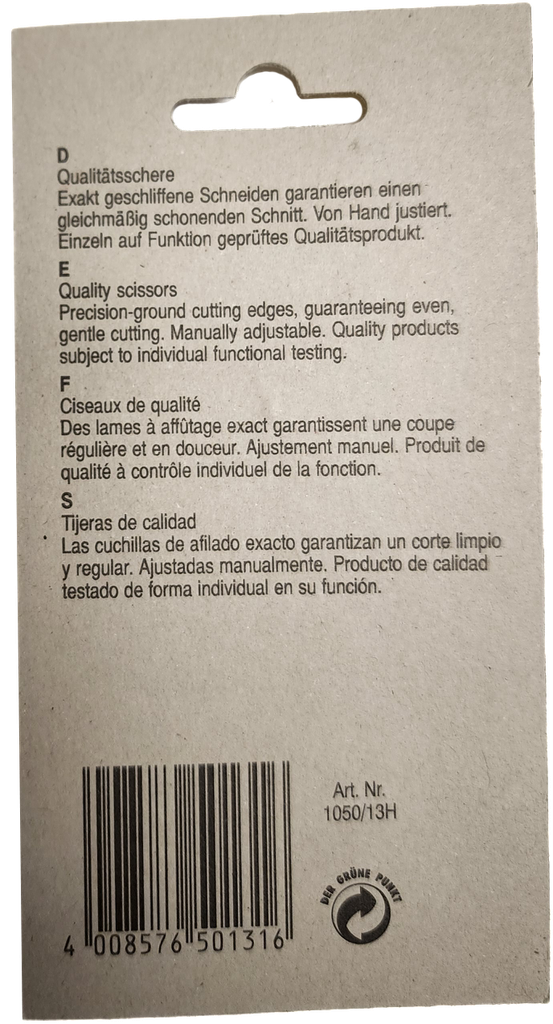 D
Qualitätsschere
Exakt geschliffene Schneiden garantieren einen
gleichmäßig schonenden Schnitt. Von Hand justiert.
Einzeln auf Funktion geprüftes Qualitätsprodukt.
E
Quality scissors
Precision-ground cutting edges, guaranteeing even,
gentle cutting. Manually adjustable. Quality products
subject to individual functional testing.
F
Ciseaux de qualité
Des lames à affûtage exact garantissent une coupe
régulière et en douceur. Ajustement manuel. Produit de
qualité à contrôle individuel de la fonction.
S
Tijeras de calidad
Las cuchillas de afilado exacto garantizan un corte limpio
y regular. Ajustadas manualmente. Producto de calidad
testado de forma individual en su función.
Art. Nr.
1050/13H
DER GRÜNE PUNKT
4 008576 501316